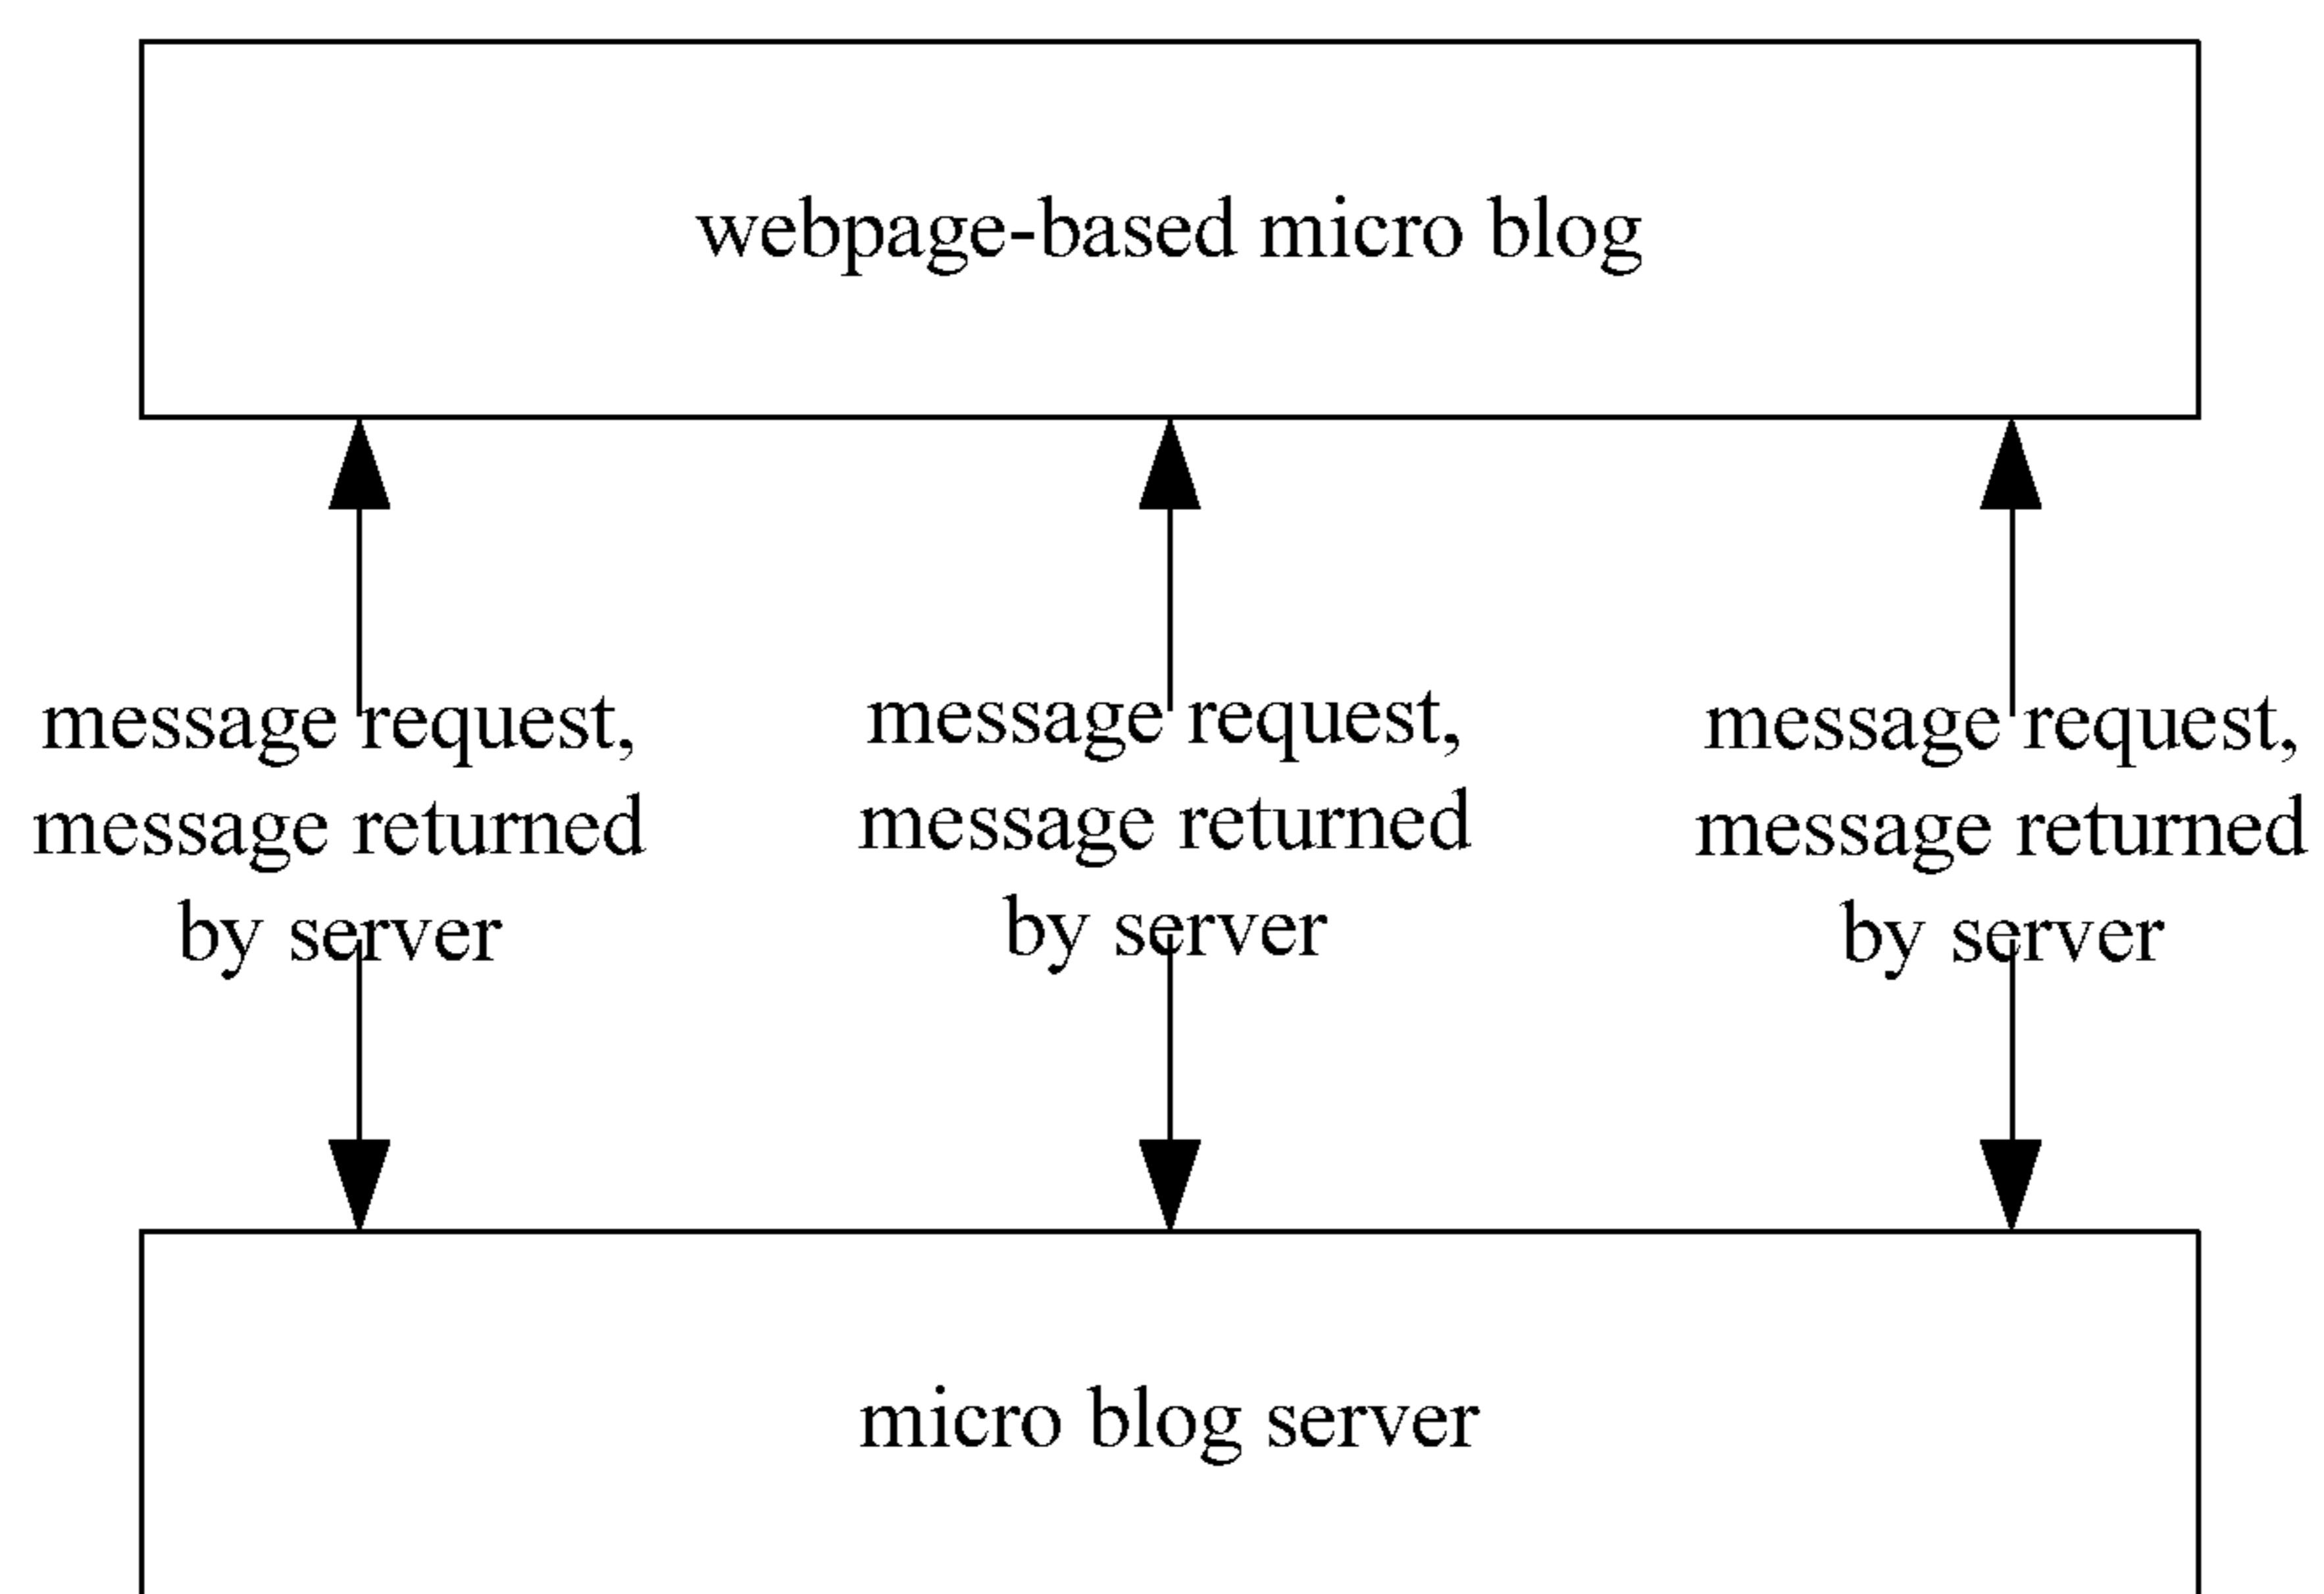 webpage-based micro blog
message request,
message returned
by server
message request,
message returned
by server
message request,
message returned
by server
micro blog server